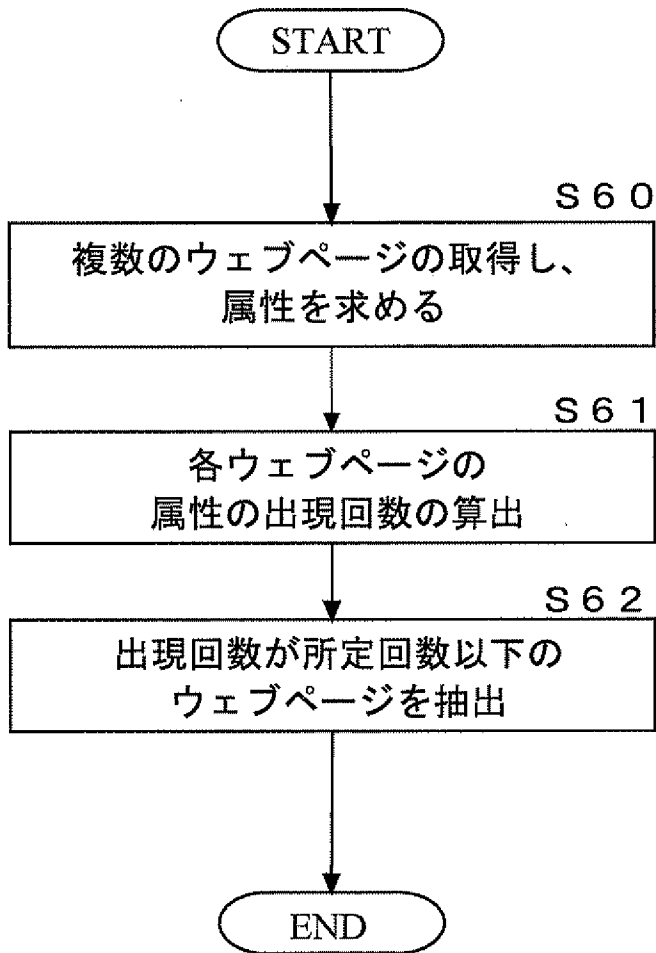 START
S60
複数のウェブページの取得し、
属性を求める
S61
各ウェブページの
属性の出現回数の算出
S62
出現回数が所定回数以下の
ウェブページを抽出
END